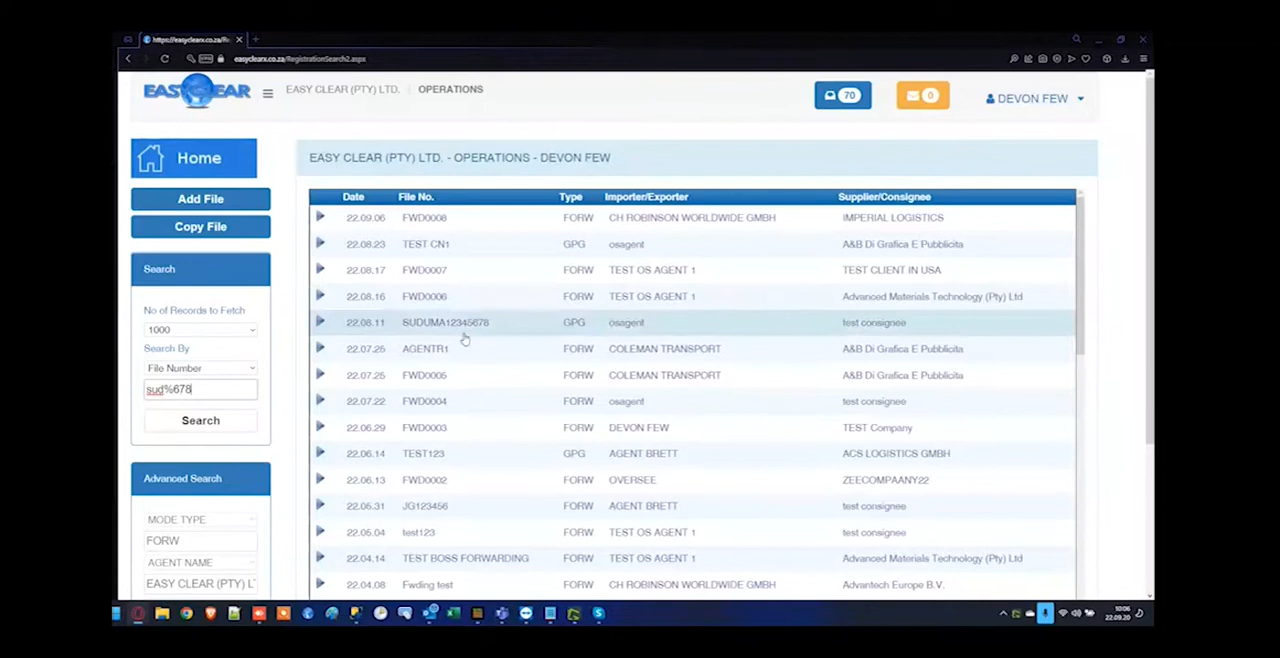 https://easyclearx.co.za/Re
easyclearx.co.za/RegistrationSearch2.aspx
EASYCLEAR
EASY CLEAR (PTY) LTD. OPERATIONS
70
0
DEVON FEW
Home
Add File
Copy File
Search
No of Records to Fetch
1000
Search By
File Number
sud%678
Search
Advanced Search
MODE TYPE
FORW
AGENT NAME
EASY CLEAR (PTY) L
EASY CLEAR (PTY) LTD. - OPERATIONS - DEVON FEW
Date File No. Type Importer/Exporter Supplier/Consignee
22.09.06 FWD0008 FORW CH ROBINSON WORLDWIDE GMBH IMPERIAL LOGISTICS
22.08.23 TEST CN1 GPG osagent A&B Di Grafica E Pubblicita
22.08.17 FWD0007 FORW TEST OS AGENT 1 TEST CLIENT IN USA
22.08.16 FWD0006 FORW TEST OS AGENT 1 Advanced Materials Technology (Pty) Ltd
22.08.11 SUDUMA12345678 GPG osagent test consignee
22.07.25 AGENTR1 FORW COLEMAN TRANSPORT A&B Di Grafica E Pubblicita
22.07.25 FWD0005 FORW COLEMAN TRANSPORT A&B Di Grafica E Pubblicita
22.07.22 FWD0004 FORW osagent test consignee
22.06.29 FWD0003 FORW DEVON FEW TEST Company
22.06.14 TEST123 GPG AGENT BRETT ACS LOGISTICS GMBH
22.06.13 FWD0002 FORW OVERSEE ZEECOMPAANY22
22.05.31 JG123456 FORW AGENT BRETT test consignee
22.05.04 test123 FORW TEST OS AGENT 1 test consignee
22.04.14 TEST BOSS FORWARDING FORW TEST OS AGENT 1 Advanced Materials Technology (Pty) Ltd
22.04.08 Fwding test FORW CH ROBINSON WORLDWIDE GMBH Advantech Europe B.V.
10:06
22.09.20